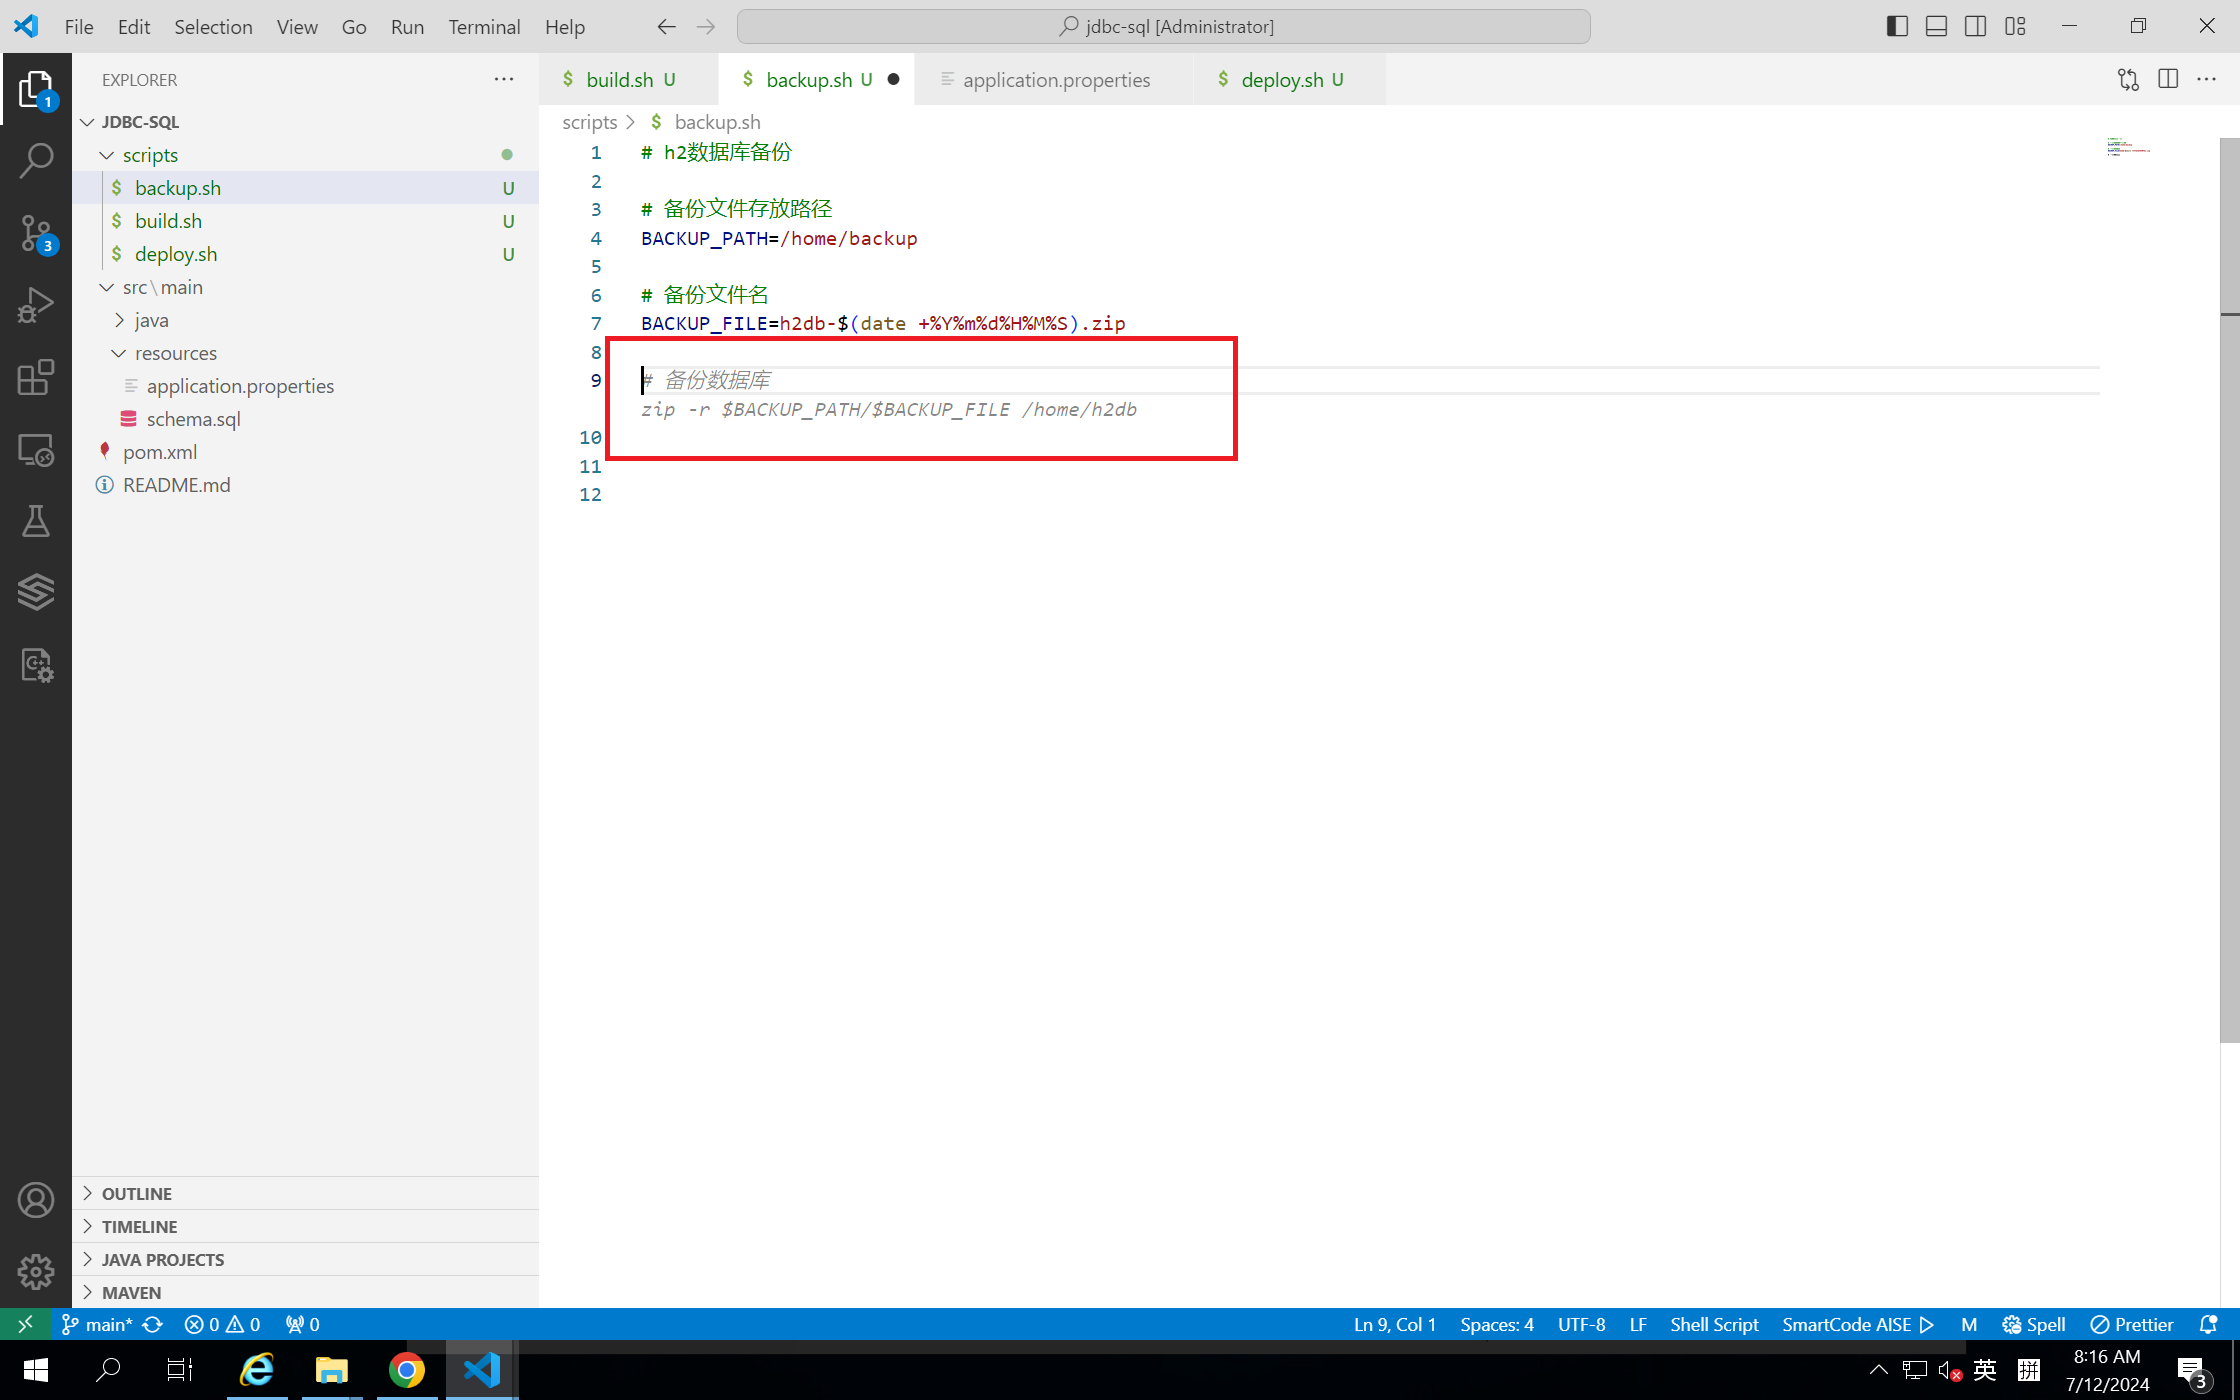 File Edit Selection View Go Run Terminal Help
jdbc-sql [Administrator]
EXPLORER
build.sh U
backup.sh U
application.properties
deploy.sh U
JDBC-SQL
scripts
backup.sh U
build.sh U
deploy.sh U
src\main
java
resources
application.properties
schema.sql
pom.xml
README.md
OUTLINE
TIMELINE
JAVA PROJECTS
MAVEN
scripts > $ backup.sh
1 # h2数据库备份
2
3 # 备份文件存放路径
4 BACKUP_PATH=/home/backup
5
6 # 备份文件名
7 BACKUP_FILE=h2db-$(date +%Y%m%d%H%M%S).zip
8
9 # 备份数据库
zip -r $BACKUP_PATH/$BACKUP_FILE /home/h2db
10
11
12
1
3
main* 0 0 0
Ln 9, Col 1 Spaces: 4 UTF-8 LF Shell Script SmartCode AISE M Spell Prettier
英 拼
8:16 AM
7/12/2024
3